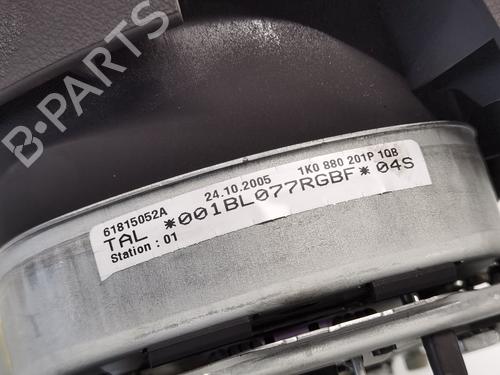 B-PARTS
61815052A 24.10.2005 1K0 880 201P 1QB
TAL *001BL077RGBF*04S
Station : 01